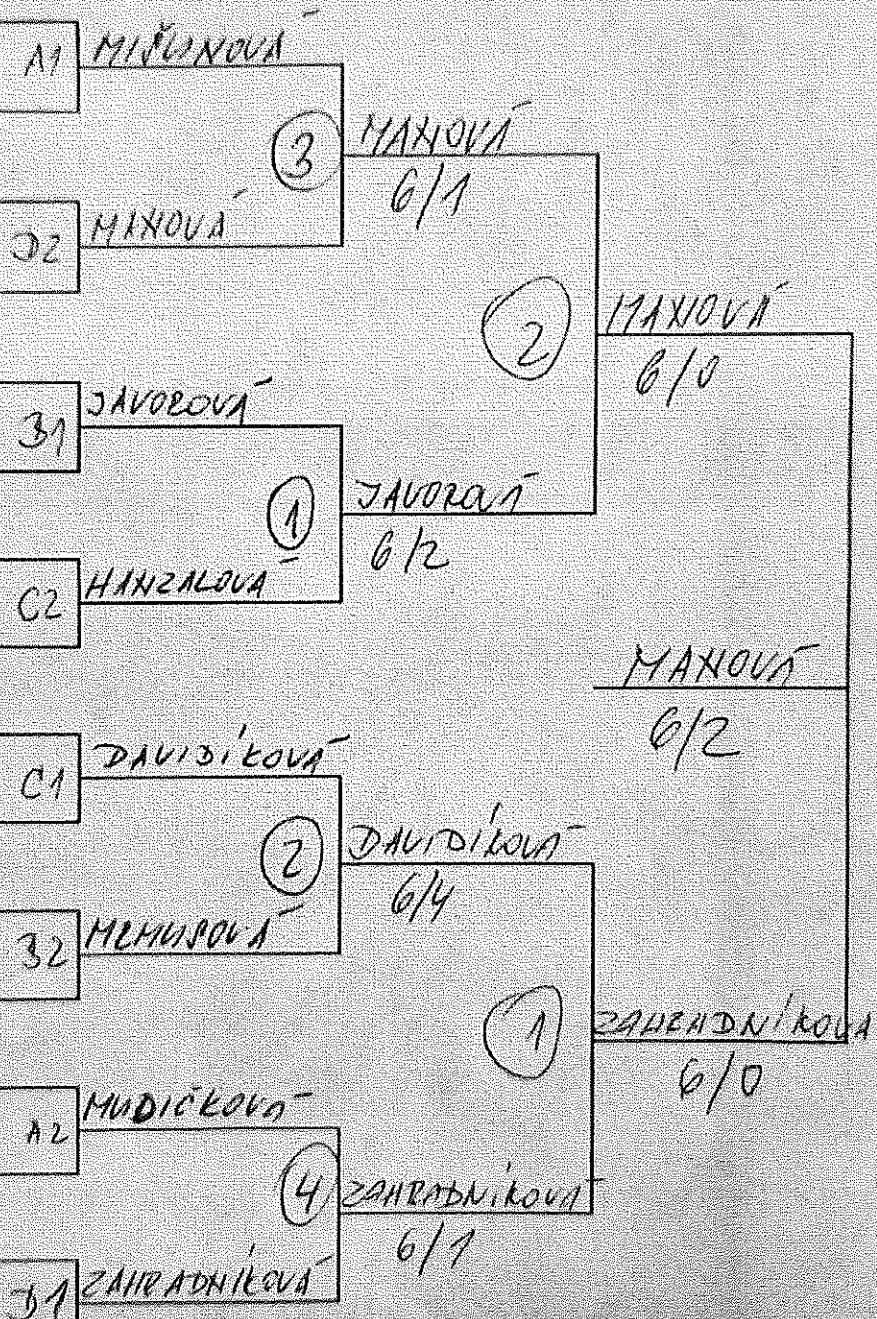 A1 MIŠUNOVÁ
3 MAXOVÁ
6/1
D2 MAXOVÁ
2 MAXOVÁ
6/0
B1 JAVOROVÁ
1 JAVOROVÁ
6/2
C2 HANZALOVÁ
MAXOVÁ
6/2
C1 DAVIDÍKOVÁ
2 DAVIDÍKOVÁ
6/4
B2
1 ZAHRADNÍKOVÁ
6/0
A2 MUDIČKOVÁ
4 ZAHRADNÍKOVÁ
6/1
D1 ZAHRADNÍKOVÁ